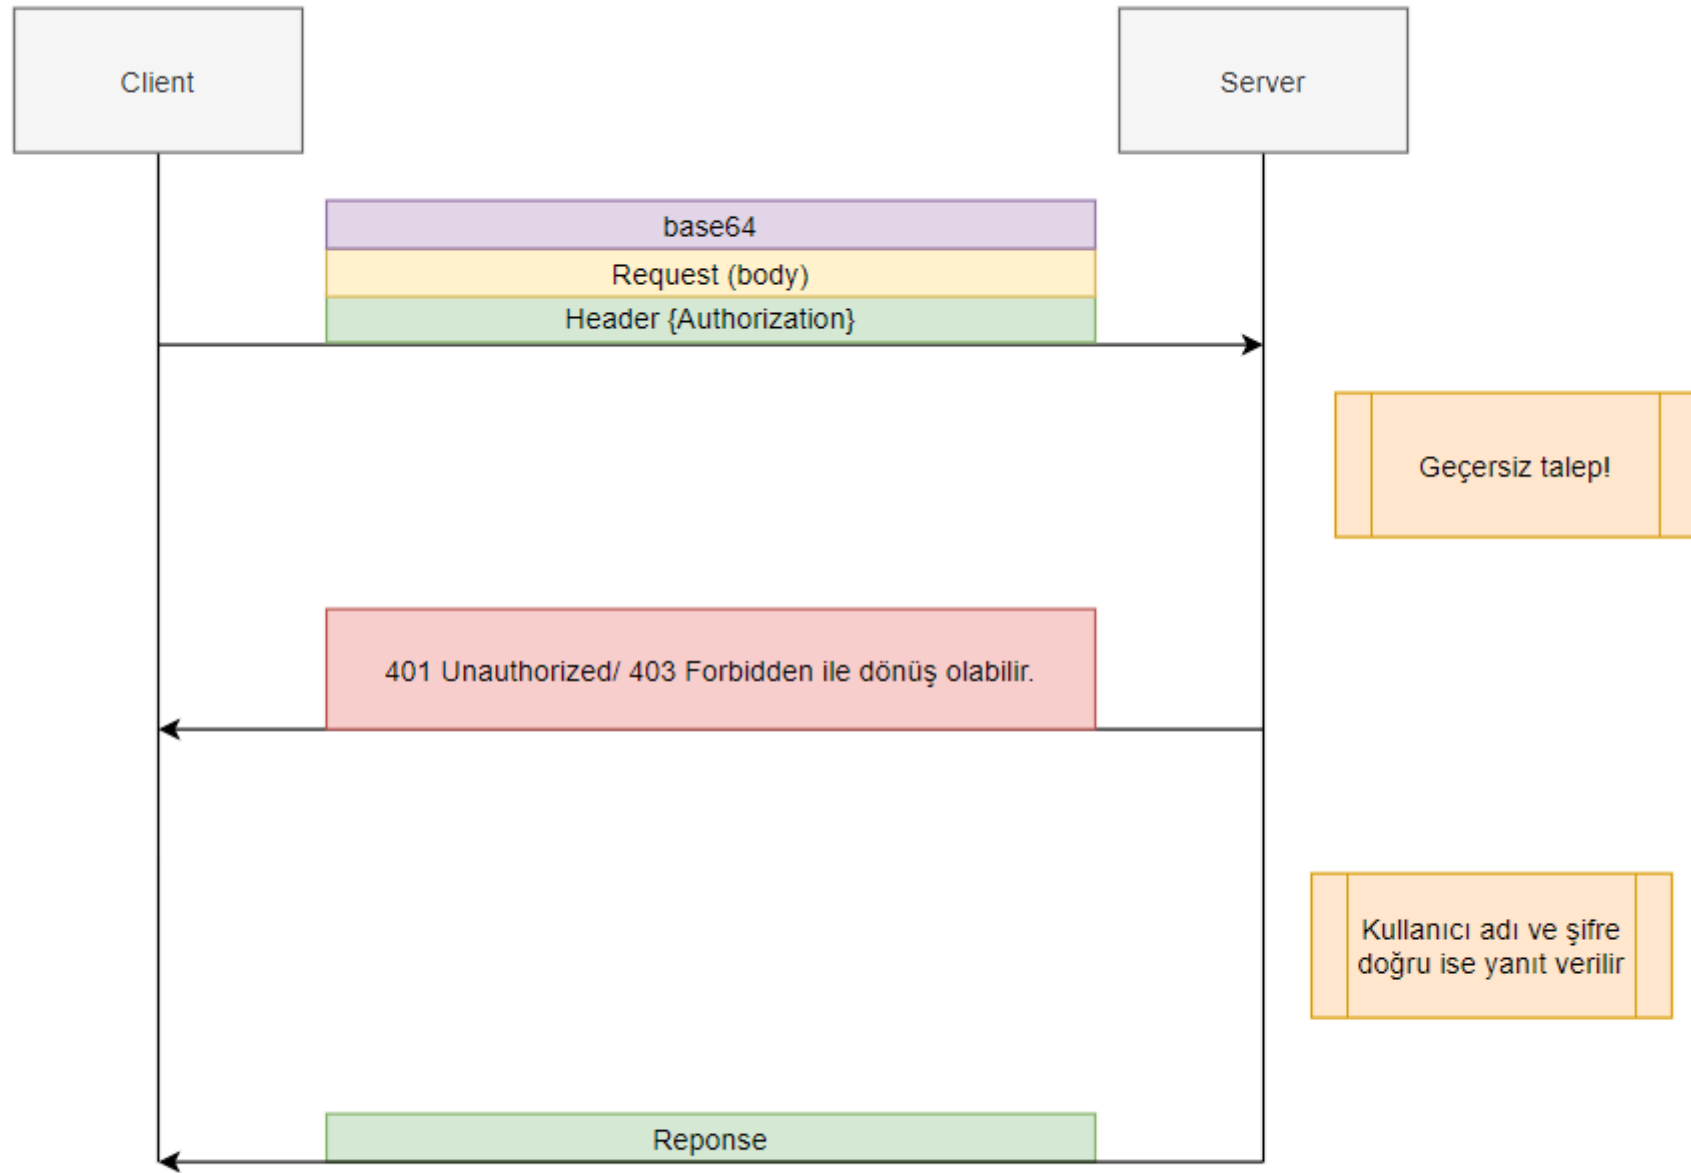 Client
Server
base64
Request (body)
Header {Authorization}
Geçersiz talep!
401 Unauthorized/ 403 Forbidden ile dönüş olabilir.
Kullanıcı adı ve şifre
doğru ise yanıt verilir
Reponse